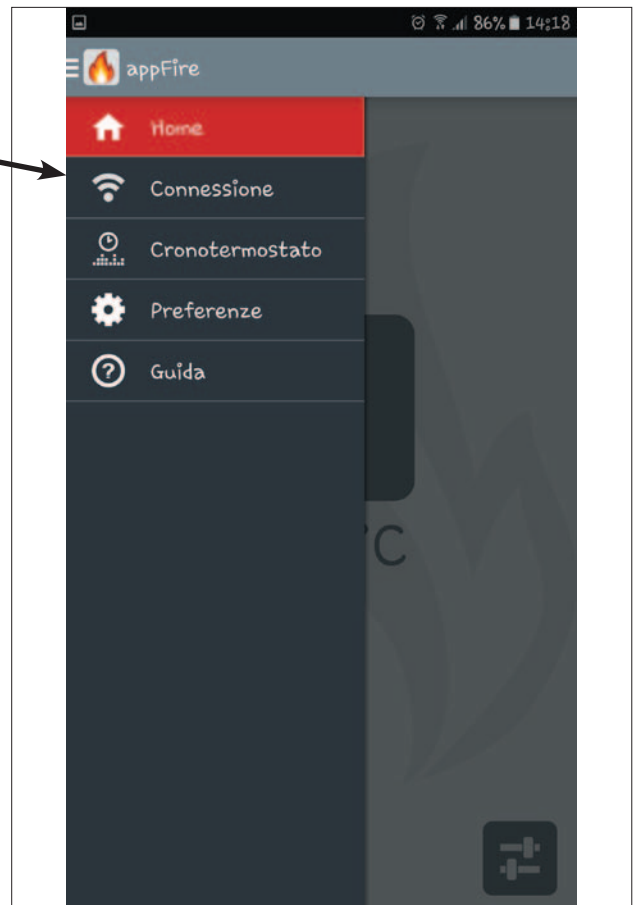 86% 14:18
appFire
Home
Connessione
Cronotermostato
Preferenze
Guida
°C